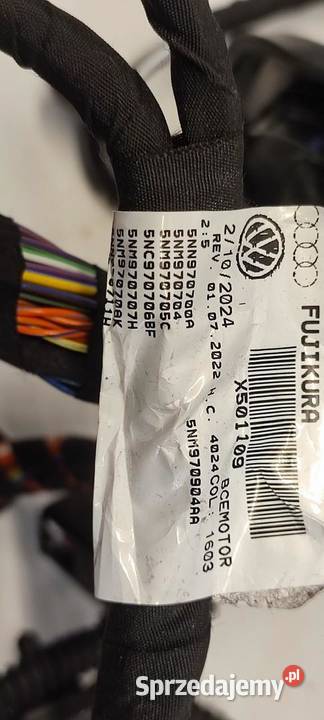 FUJIKURA
BCEMOTOR
X501109
2/10/2024 4024COL.: 1603
REV. 01.07.2022 H.C.
2:5
5NN970700A
5NM970704
5NM970705C
5NC970706BF
5NM970707H
5NM970708K
5NM970904AA
Sprzedajemy.pl